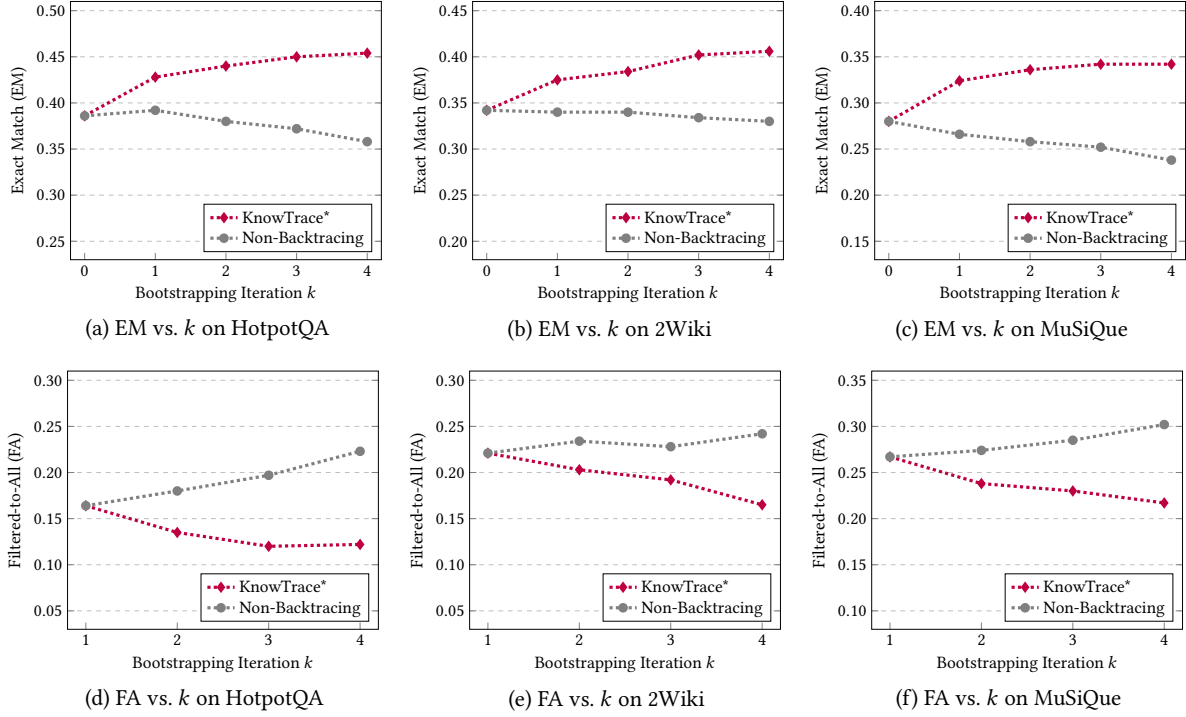 0.50
0.45
0.40
0.35
0.30
0.25
Exact Match (EM)
KnowTrace*
Non-Backtracing
0 1 2 3 4
Bootstrapping Iteration k
(a) EM vs. k on HotpotQA
0.45
0.40
0.35
0.30
0.25
0.20
Exact Match (EM)
KnowTrace*
Non-Backtracing
0 1 2 3 4
Bootstrapping Iteration k
(b) EM vs. k on 2Wiki
0.40
0.35
0.30
0.25
0.20
0.15
Exact Match (EM)
KnowTrace*
Non-Backtracing
0 1 2 3 4
Bootstrapping Iteration k
(c) EM vs. k on MuSiQue
0.30
0.25
0.20
0.15
0.10
0.05
Filtered-to-All (FA)
KnowTrace*
Non-Backtracing
1 2 3 4
Bootstrapping Iteration k
(d) FA vs. k on HotpotQA
0.30
0.25
0.20
0.15
0.10
0.05
Filtered-to-All (FA)
KnowTrace*
Non-Backtracing
1 2 3 4
Bootstrapping Iteration k
(e) FA vs. k on 2Wiki
0.35
0.30
0.25
0.20
0.15
0.10
Filtered-to-All (FA)
KnowTrace*
Non-Backtracing
1 2 3 4
Bootstrapping Iteration k
(f) FA vs. k on MuSiQue